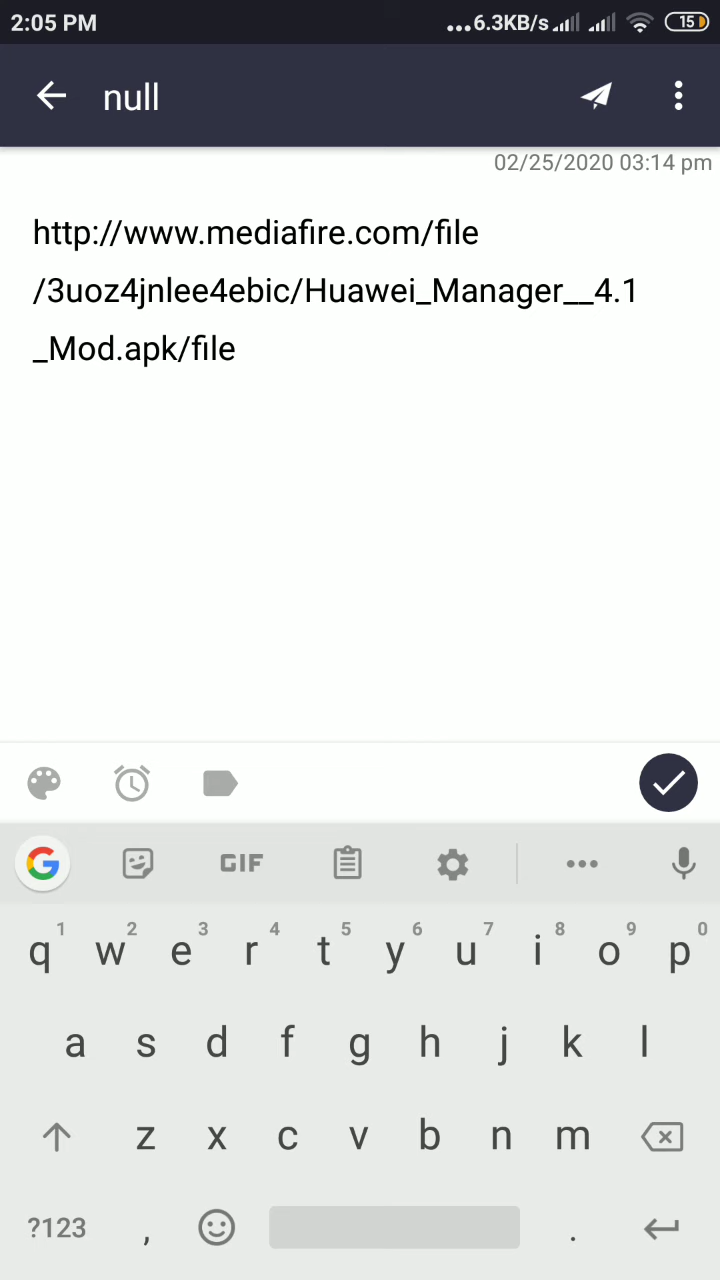 2:05 PM ...6.3KB/s 15
null
02/25/2020 03:14 pm
http://www.mediafire.com/file
/3uoz4jnlee4ebic/Huawei_Manager__4.1
_Mod.apk/file
G GIF
1 2 3 4 5 6 7 8 9 0
q w e r t y u i o p
a s d f g h j k l
z x c v b n m
?123 , .